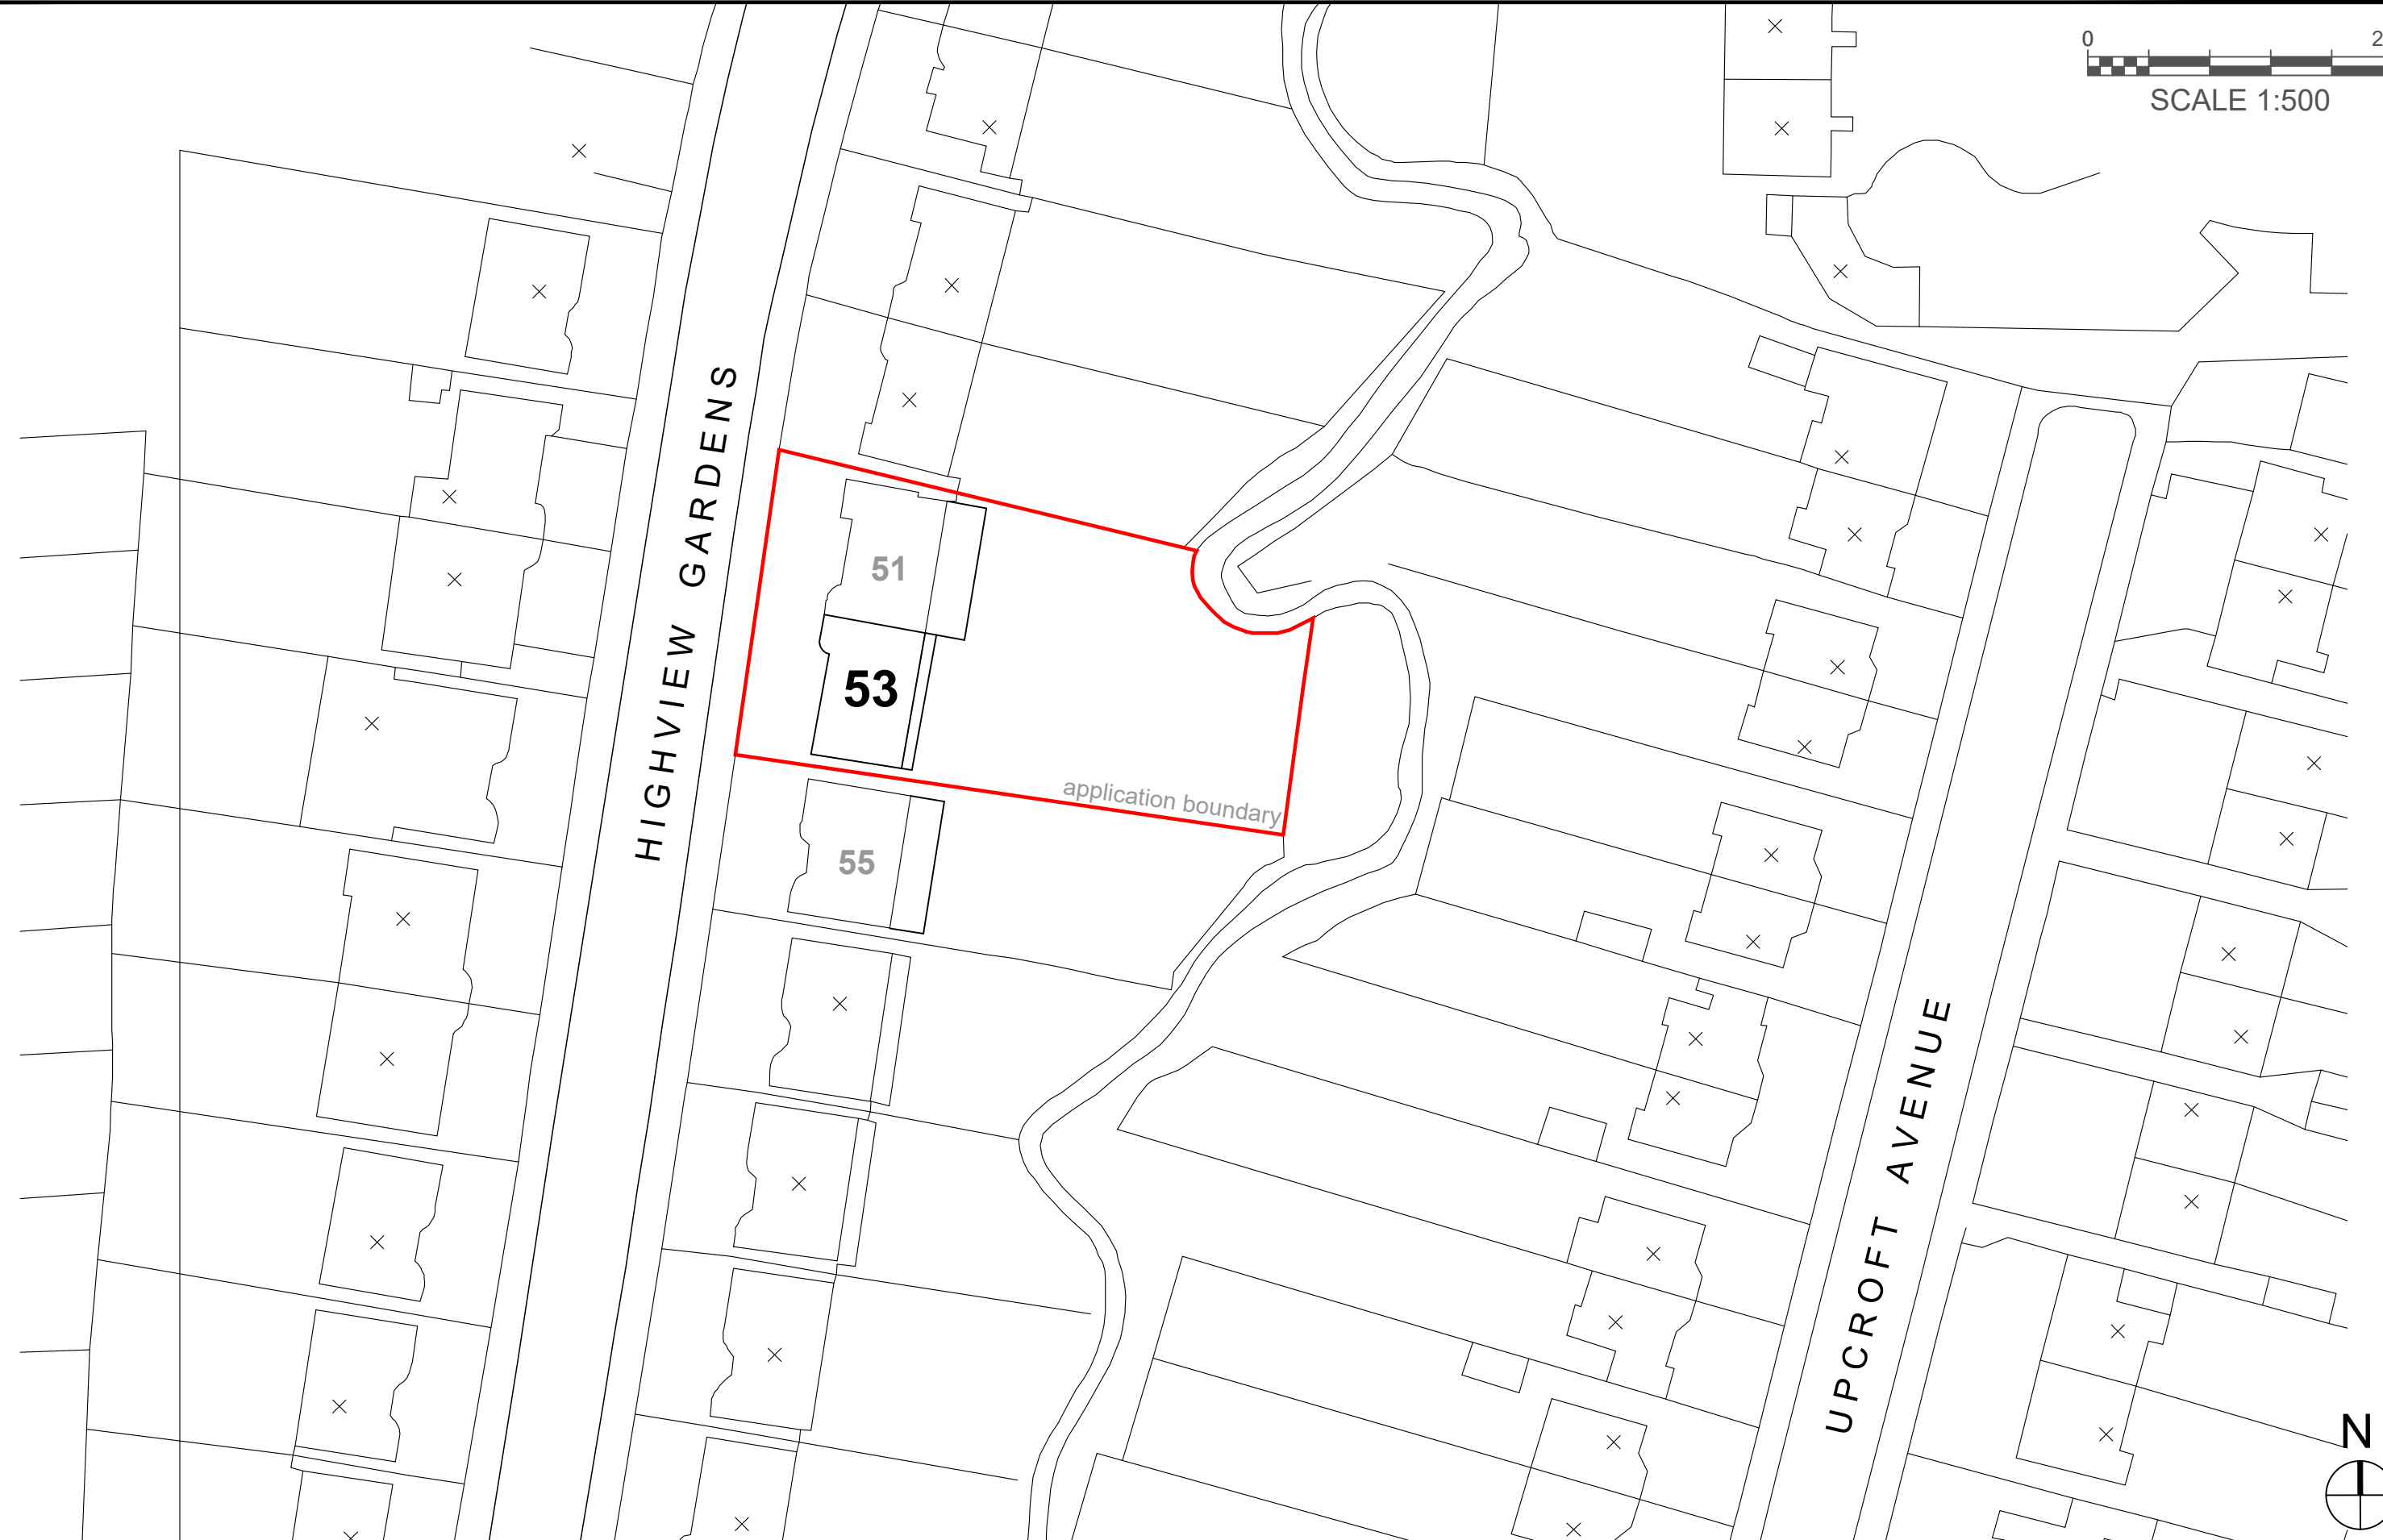 0 2
SCALE 1:500
HIGHVIEW GARDENS
51
53
application boundary
55
UPCROFT AVENUE
N